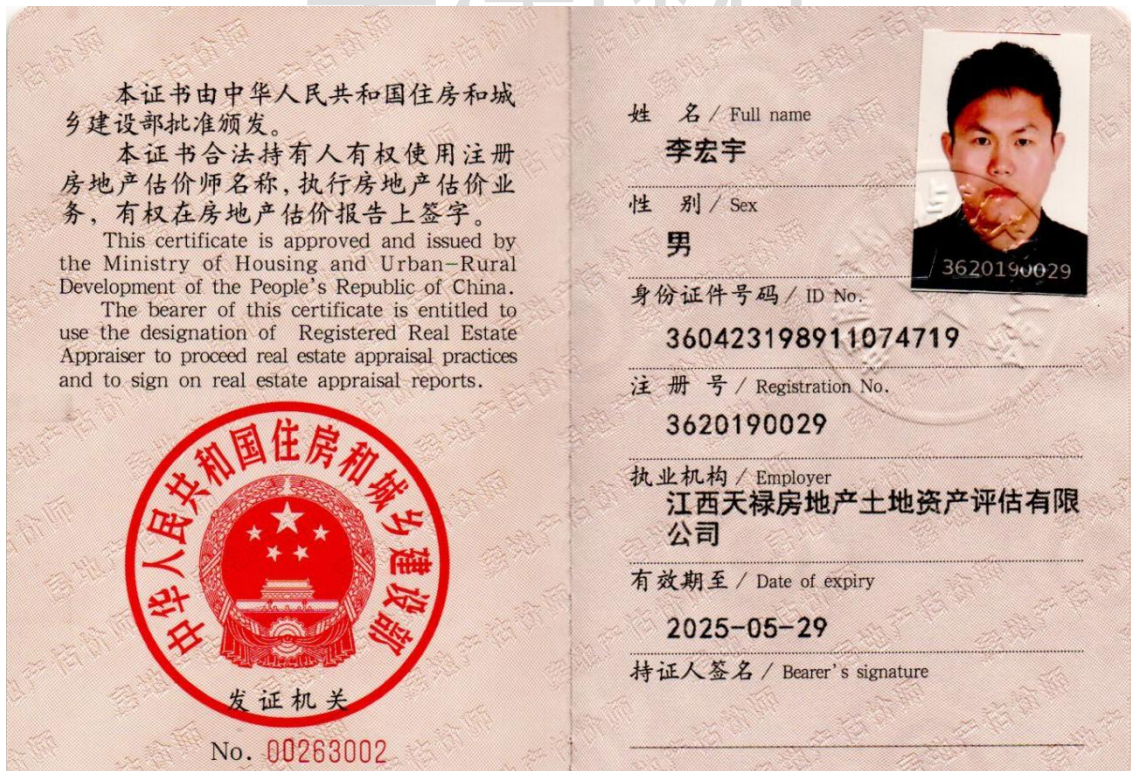 本证书由中华人民共和国住房和城
乡建设部批准颁发。
本证书合法持有人有权使用注册
房地产估价师名称,执行房地产估价业
务,有权在房地产估价报告上签字。
This certificate is approved and issued by
the Ministry of Housing and Urban-Rural
Development of the People's Republic of China.
The bearer of this certificate is entitled to
use the designation of Registered Real Estate
Appraiser to proceed real estate appraisal practices
and to sign on real estate appraisal reports.
中华人民共和国住房和城乡建设部
发证机关
No. 00263002
姓 名 / Full name
李宏宇
性 别 / Sex
男
身份证件号码 / ID No.
360423198911074719
注 册 号 / Registration No.
3620190029
执业机构 / Employer
江西天禄房地产土地资产评估有限
公司
有效期至 / Date of expiry
2025-05-29
持证人签名 / Bearer's signature
3620190029
房地产估价师